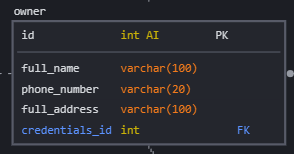 owner
id int AI PK
full_name varchar(100)
phone_number varchar(20)
full_address varchar(100)
credentials_id int FK